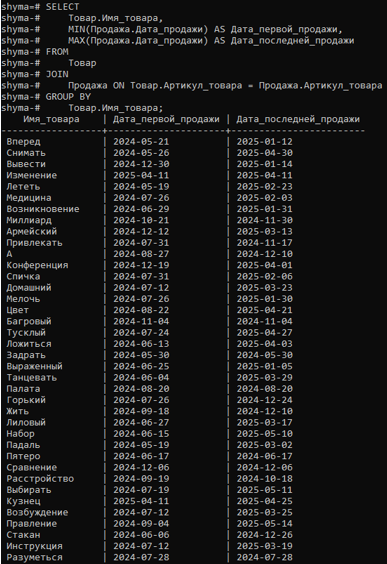 shyma=# SELECT
shyma-#     Товар.Имя_товара,
shyma-#     MIN(Продажа.Дата_продажи) AS Дата_первой_продажи,
shyma-#     MAX(Продажа.Дата_продажи) AS Дата_последней_продажи
shyma-# FROM
shyma-#     Товар
shyma-# JOIN
shyma-#     Продажа ON Товар.Артикул_товара = Продажа.Артикул_товара
shyma-# GROUP BY
shyma-#     Товар.Имя_товара;
Имя_товара | Дата_первой_продажи | Дата_последней_продажи
-----------------+---------------------+------------------------
Вперед | 2024-05-21 | 2025-01-12
Снимать | 2024-05-26 | 2025-04-30
Вывести | 2024-12-30 | 2025-01-14
Изменение | 2025-04-11 | 2025-04-11
Лететь | 2024-05-19 | 2025-02-23
Медицина | 2024-07-26 | 2025-02-03
Возникновение | 2024-06-29 | 2025-01-31
Миллиард | 2024-10-21 | 2024-11-30
Армейский | 2024-12-12 | 2025-03-13
Привлекать | 2024-07-31 | 2024-11-17
А | 2024-08-27 | 2024-12-10
Конференция | 2024-12-19 | 2025-04-01
Спичка | 2024-07-31 | 2025-02-06
Домашний | 2024-07-12 | 2025-03-23
Мелочь | 2024-07-26 | 2025-01-30
Цвет | 2024-08-22 | 2025-04-21
Багровый | 2024-11-04 | 2024-11-04
Тусклый | 2024-07-24 | 2025-04-27
Ложиться | 2024-06-13 | 2025-04-03
Задрать | 2024-05-30 | 2024-05-30
Выраженный | 2024-06-25 | 2025-01-05
Танцевать | 2024-06-04 | 2025-03-29
Палата | 2024-08-20 | 2024-08-20
Горький | 2024-07-26 | 2024-12-24
Жить | 2024-09-18 | 2024-12-10
Лиловый | 2024-06-27 | 2025-03-17
Набор | 2024-06-15 | 2025-05-10
Падаль | 2024-05-19 | 2025-03-02
Пятеро | 2024-06-17 | 2024-06-17
Сравнение | 2024-12-06 | 2024-12-06
Расстройство | 2024-09-19 | 2024-10-18
Выбирать | 2024-07-19 | 2025-05-11
Кузнец | 2025-04-11 | 2025-04-25
Возбуждение | 2024-07-12 | 2025-03-25
Правление | 2024-09-04 | 2025-05-14
Стакан | 2024-06-06 | 2024-12-26
Инструкция | 2024-07-12 | 2025-03-19
Разуметься | 2024-07-28 | 2024-07-28